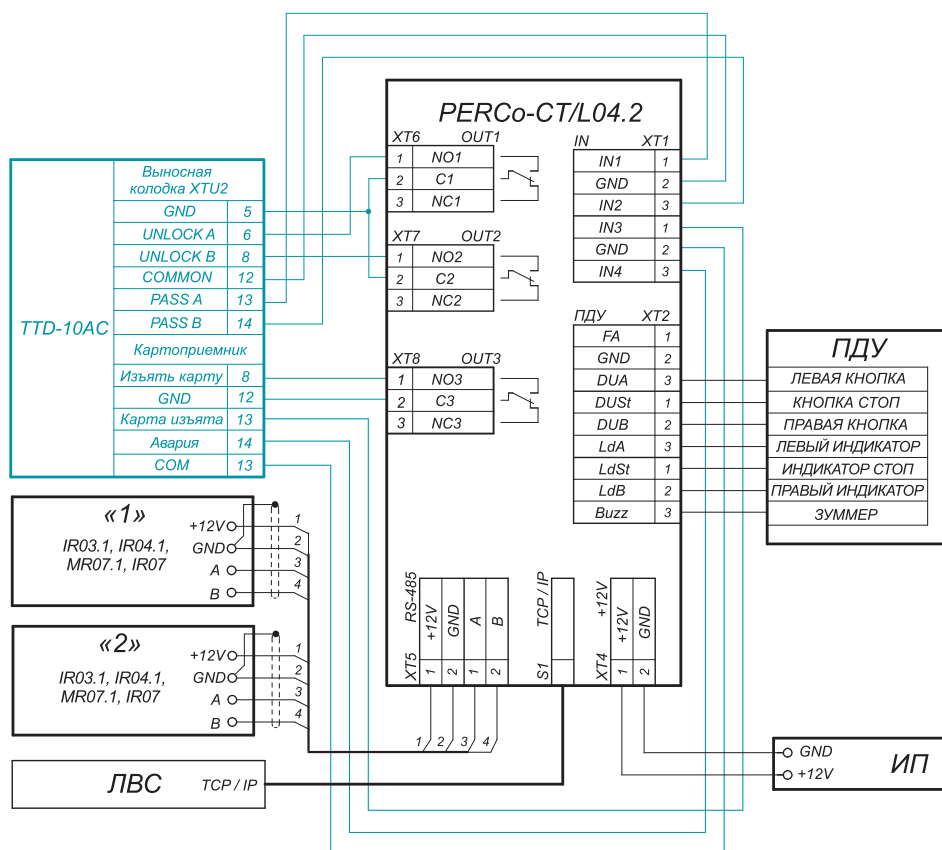 PERCo-CT/L04.2
XT6 OUT1
1 NO1
2 C1
3 NC1
XT7 OUT2
1 NO2
2 C2
3 NC2
XT8 OUT3
1 NO3
2 C3
3 NC3
IN XT1
IN1 1
GND 2
IN2 3
IN3 1
GND 2
IN4 3
ПДУ XT2
FA 1
GND 2
DUA 3
DUSt 1
DUB 2
LdA 3
LdSt 1
LdB 2
Buzz 3
TTD-10AC
Выносная
колодка XTU2
GND 5
UNLOCK A 6
UNLOCK B 8
COMMON 12
PASS A 13
PASS B 14
Картоприемник
Изъять карту 8
GND 12
Карта изъята 13
Авария 14
COM 13
ПДУ
ЛЕВАЯ КНОПКА
КНОПКА СТОП
ПРАВАЯ КНОПКА
ЛЕВЫЙ ИНДИКАТОР
ИНДИКАТОР СТОП
ПРАВЫЙ ИНДИКАТОР
ЗУММЕР
«1»
IR03.1, IR04.1,
MR07.1, IR07
+12V 1
GND 2
A 3
B 4
«2»
IR03.1, IR04.1,
MR07.1, IR07
+12V 1
GND 2
A 3
B 4
RS-485
XT5
+12V 1
GND 2
A 1
B 2
1 2 3 4
TCP / IP
S1
+12V
XT4
+12V 1
GND 2
ЛВС TCP / IP
GND
+12V
ИП